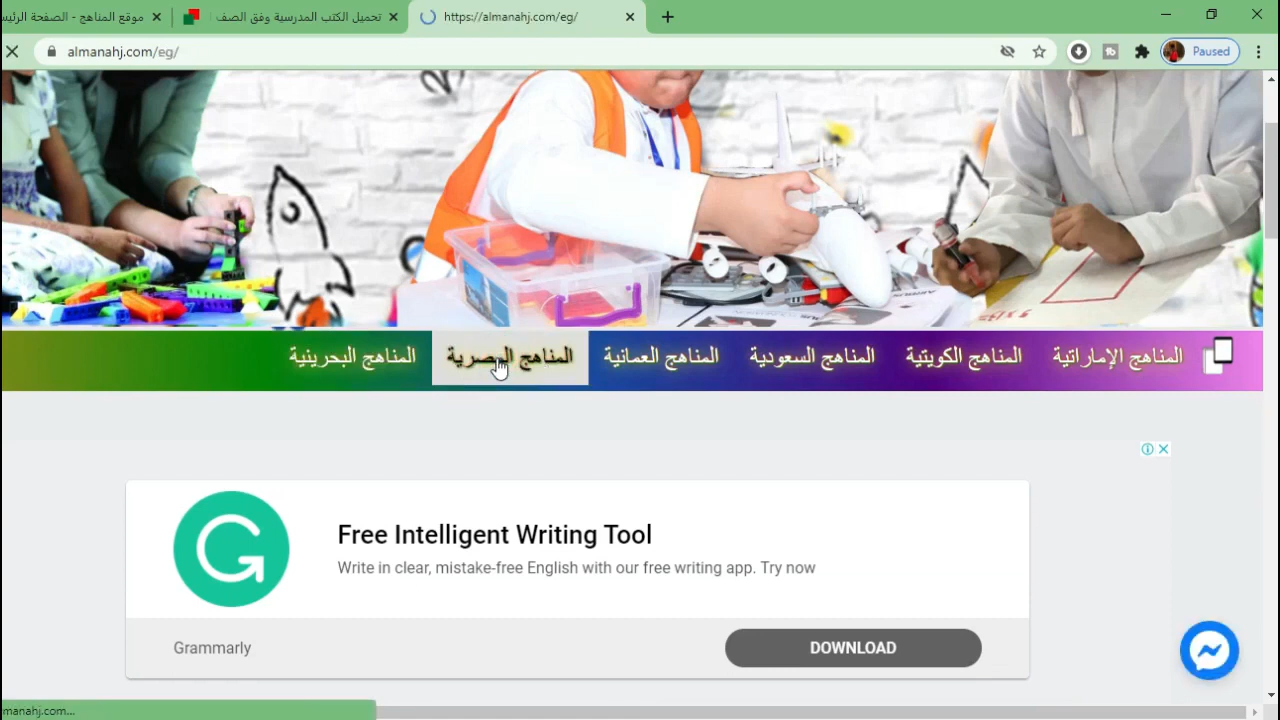 موقع المناهج - الصفحة الرئيس
تحميل الكتب المدرسية وفق الصف
https://almanahj.com/eg/
almanahj.com/eg/
Paused
المناهج الإماراتية
المناهج الكويتية
المناهج السعودية
المناهج العمانية
المناهج المصرية
المناهج البحرينية
Free Intelligent Writing Tool
Write in clear, mistake-free English with our free writing app. Try now
Grammarly
DOWNLOAD
manahj.com...